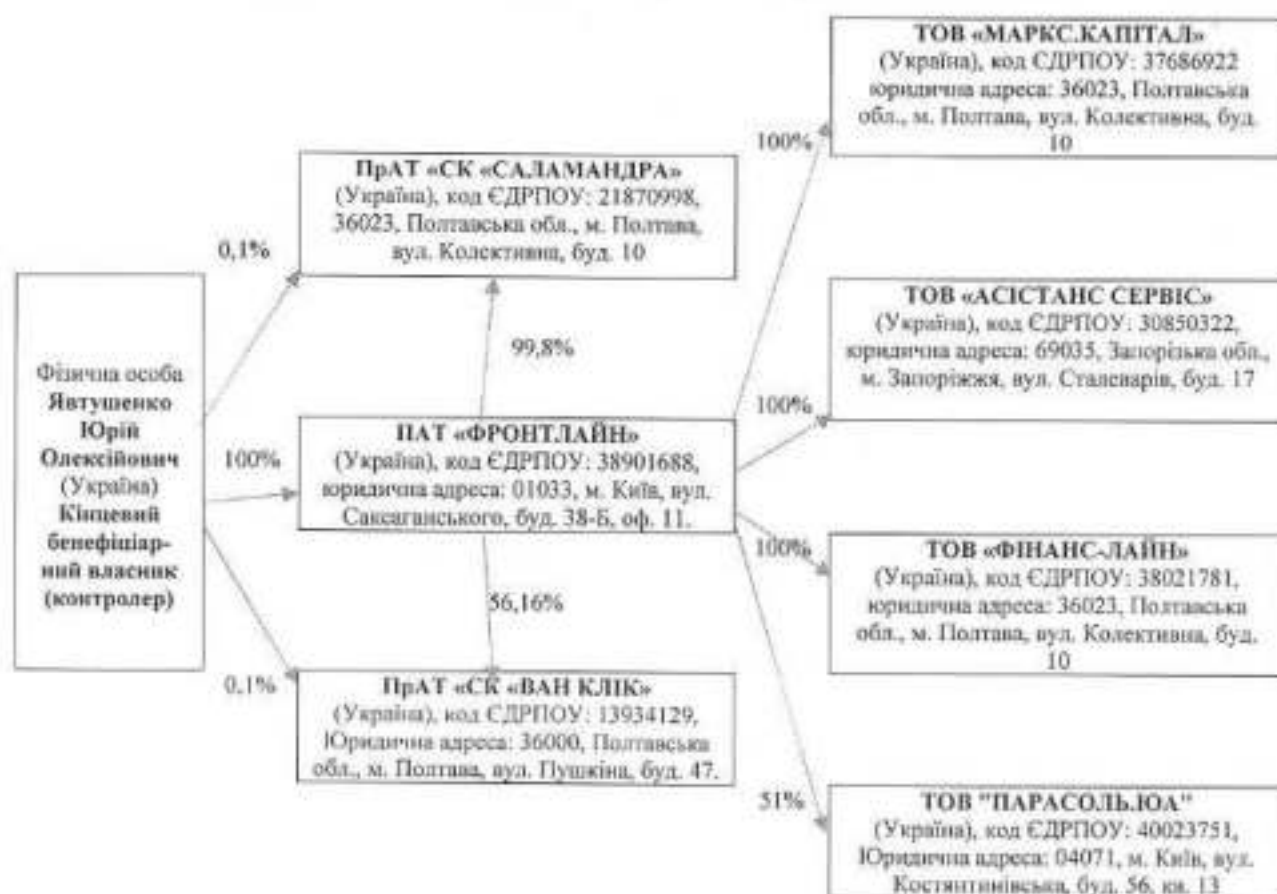 Фізична особа
Явтушенко
Юрій
Олексійович
(Україна)
Кінцевий
бенефіціар-
ний власник
(контролер)
0,1%
100%
0,1%
ПрАТ «СК «САЛАМАНДРА»
(Україна), код ЄДРПОУ: 21870998,
36023, Полтавська обл., м. Полтава,
вул. Колективна, буд. 10
99,8%
ПАТ «ФРОНТЛАЙН»
(Україна), код ЄДРПОУ: 38901688,
юридична адреса: 01033, м. Київ, вул.
Саксаганського, буд. 38-Б, оф. 11.
56,16%
ПрАТ «СК «ВАН КЛІК»
(Україна), код ЄДРПОУ: 13934129,
Юридична адреса: 36000, Полтавська
обл., м. Полтава, вул. Пушкіна, буд. 47.
100%
ТОВ «МАРКС.КАПІТАЛ»
(Україна), код ЄДРПОУ: 37686922
юридична адреса: 36023, Полтавська
обл., м. Полтава, вул. Колективна, буд.
10
100%
ТОВ «АСІСТАНС СЕРВІС»
(Україна), код ЄДРПОУ: 30850322,
юридична адреса: 69035, Запорізька обл.,
м. Запоріжжя, вул. Сталеварів, буд. 17
100%
ТОВ «ФІНАНС-ЛАЙН»
(Україна), код ЄДРПОУ: 38021781,
юридична адреса: 36023, Полтавська
обл., м. Полтава, вул. Колективна, буд.
10
51%
ТОВ "ПАРАСОЛЬ.ЮА"
(Україна), код ЄДРПОУ: 40023751,
Юридична адреса: 04071, м. Київ, вул.
Костянтинівська, буд. 56, кв. 13